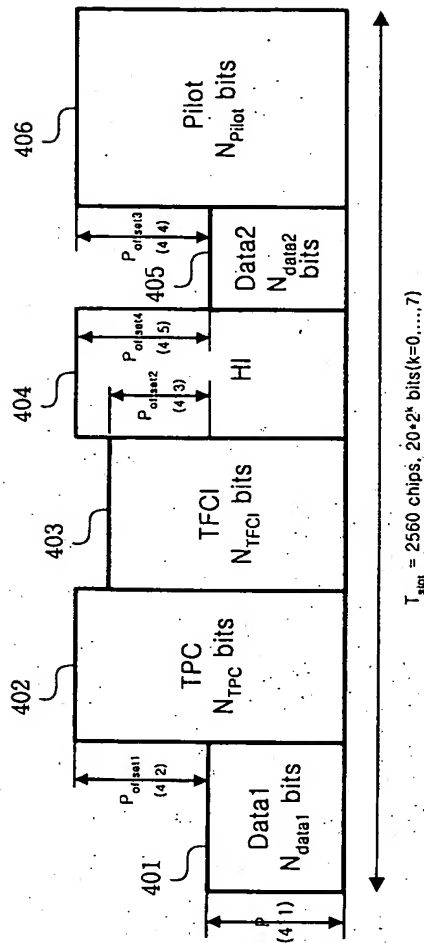 401
402
403
404
405
406
P
(4·1)
Data1
N_data1 bits
P_offset1
(4·2)
TPC
N_TPC bits
TFCI
N_TFCI bits
P_offset2
(4·3)
P_offset4
(4·5)
HI
P_offset3
(4·4)
Data2
N_data2
bits
Pilot
N_Pilot bits
T_slot = 2560 chips, 20*2^k bits(k=0,...,7)